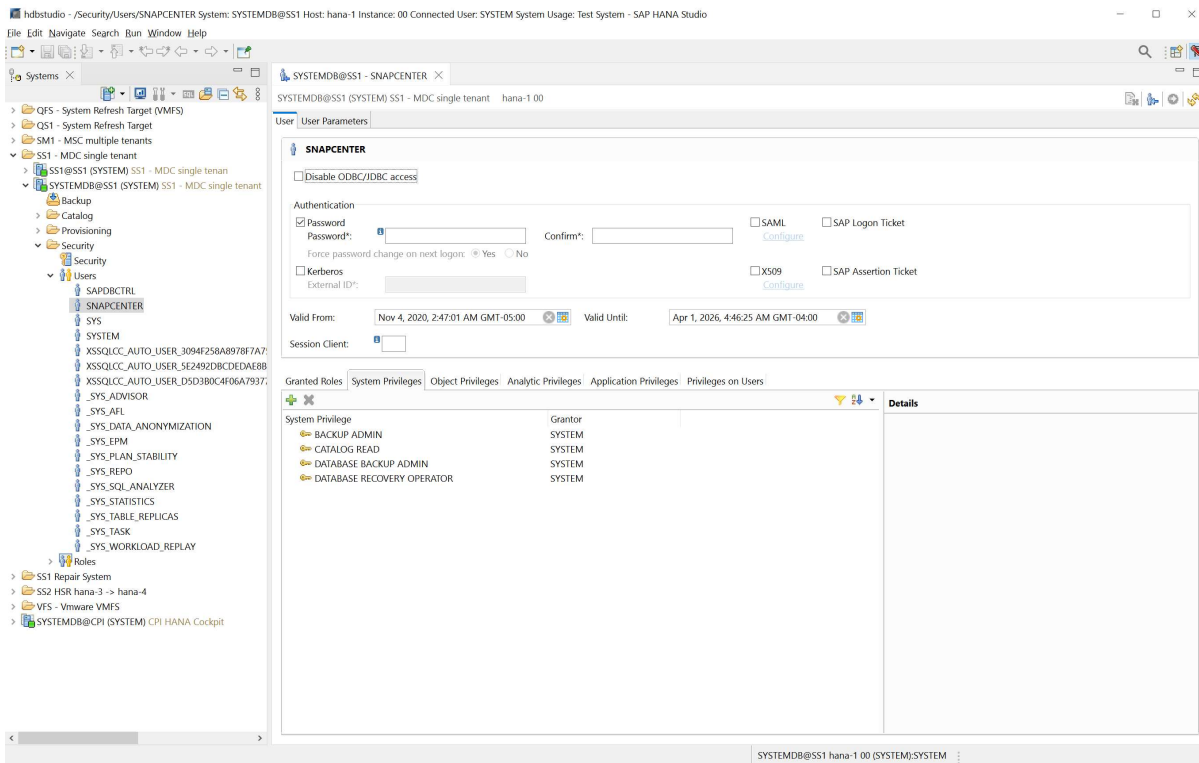 hdbstudio - /Security/Users/SNAPCENTER System: SYSTEMDB@SS1 Host: hana-1 Instance: 00 Connected User: SYSTEM System Usage: Test System - SAP HANA Studio
File Edit Navigate Search Run Window Help
Systems
QFS - System Refresh Target (VMFS)
QS1 - System Refresh Target
SM1 - MSC multiple tenants
SS1 - MDC single tenant
SS1@SS1 (SYSTEM) SS1 - MDC single tenan
SYSTEMDB@SS1 (SYSTEM) SS1 - MDC single tenant
Backup
Catalog
Provisioning
Security
Security
Users
SAPDBCTRL
SNAPCENTER
SYS
SYSTEM
XSSQLCC_AUTO_USER_3094F258A8978F7A75
XSSQLCC_AUTO_USER_5E2492DBCDEDAE8B
XSSQLCC_AUTO_USER_D5D3B0C4F06A79377
_SYS_ADVISOR
_SYS_AFL
_SYS_DATA_ANONYMIZATION
_SYS_EPM
_SYS_PLAN_STABILITY
_SYS_REPO
_SYS_SQL_ANALYZER
_SYS_STATISTICS
_SYS_TABLE_REPLICAS
_SYS_TASK
_SYS_WORKLOAD_REPLAY
Roles
SS1 Repair System
SS2 HSR hana-3 -> hana-4
VFS - Vmware VMFS
SYSTEMDB@CPI (SYSTEM) CPI HANA Cockpit
SYSTEMDB@SS1 - SNAPCENTER
SYSTEMDB@SS1 (SYSTEM) SS1 - MDC single tenant hana-1 00
User User Parameters
SNAPCENTER
Disable ODBC/JDBC access
Authentication
Password SAML SAP Logon Ticket
Password*: Confirm*: Configure
Force password change on next logon: Yes No
Kerberos X509 SAP Assertion Ticket
External ID*: Configure
Valid From: Nov 4, 2020, 2:47:01 AM GMT-05:00 Valid Until: Apr 1, 2026, 4:46:25 AM GMT-04:00
Session Client:
Granted Roles System Privileges Object Privileges Analytic Privileges Application Privileges Privileges on Users
System Privilege Grantor
BACKUP ADMIN SYSTEM
CATALOG READ SYSTEM
DATABASE BACKUP ADMIN SYSTEM
DATABASE RECOVERY OPERATOR SYSTEM
Details
SYSTEMDB@SS1 hana-1 00 (SYSTEM):SYSTEM